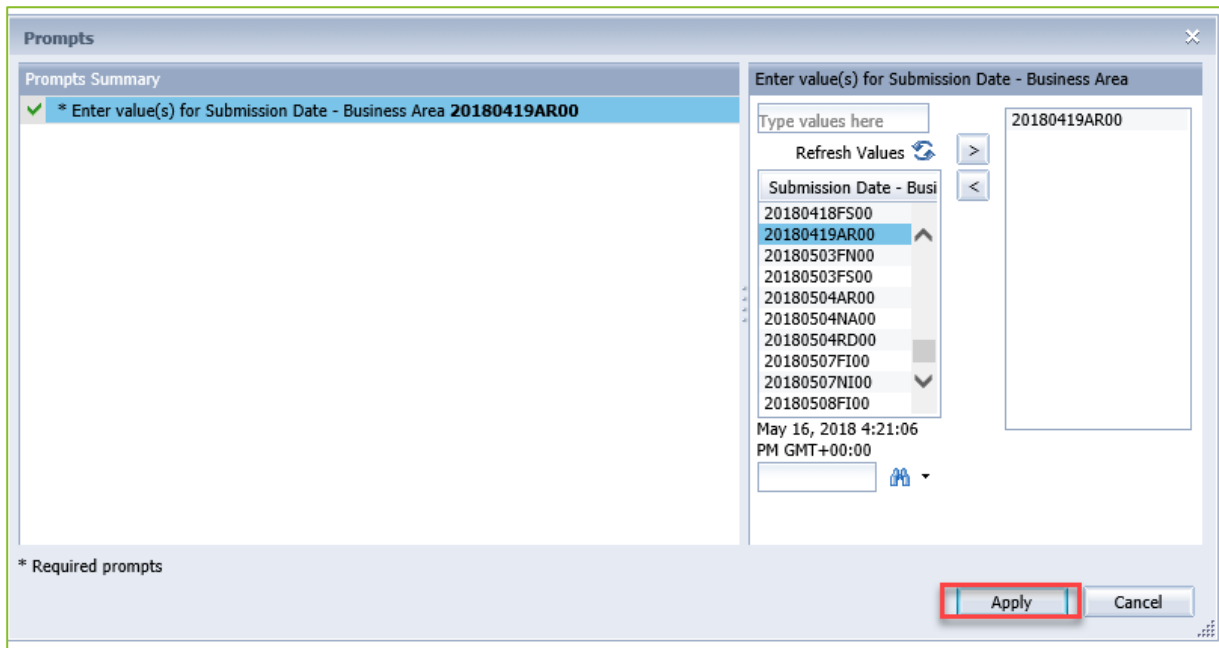 Prompts
Prompts Summary
* Enter value(s) for Submission Date - Business Area 20180419AR00
Enter value(s) for Submission Date - Business Area
Type values here
Refresh Values
>
<
Submission Date - Busi
20180418FS00
20180419AR00
20180503FN00
20180503FS00
20180504AR00
20180504NA00
20180504RD00
20180507FI00
20180507NI00
20180508FI00
May 16, 2018 4:21:06
PM GMT+00:00
20180419AR00
* Required prompts
Apply
Cancel